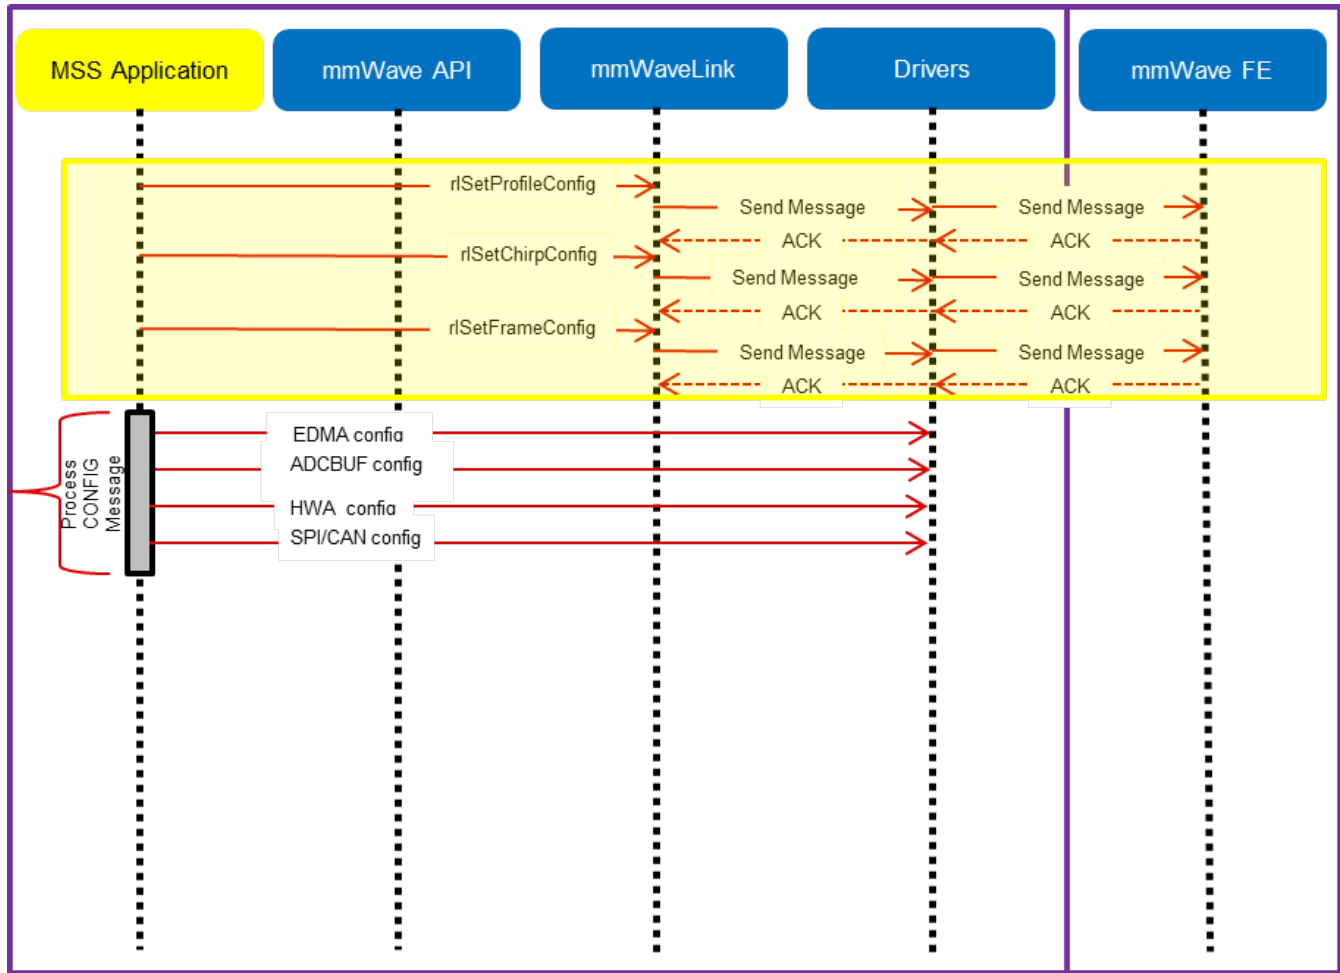 MSS Application
mmWave API
mmWaveLink
Drivers
mmWave FE
rlSetProfileConfig
Send Message
Send Message
ACK
ACK
rlSetChirpConfig
Send Message
Send Message
ACK
ACK
rlSetFrameConfig
Send Message
Send Message
ACK
ACK
Process
CONFIG
Message
EDMA config
ADCBUF config
HWA config
SPI/CAN config